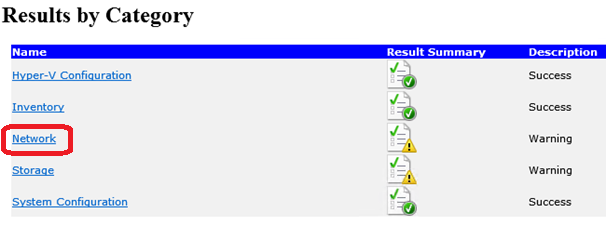 Results by Category
Name Result Summary Description
Hyper-V Configuration Success
Inventory Success
Network Warning
Storage Warning
System Configuration Success